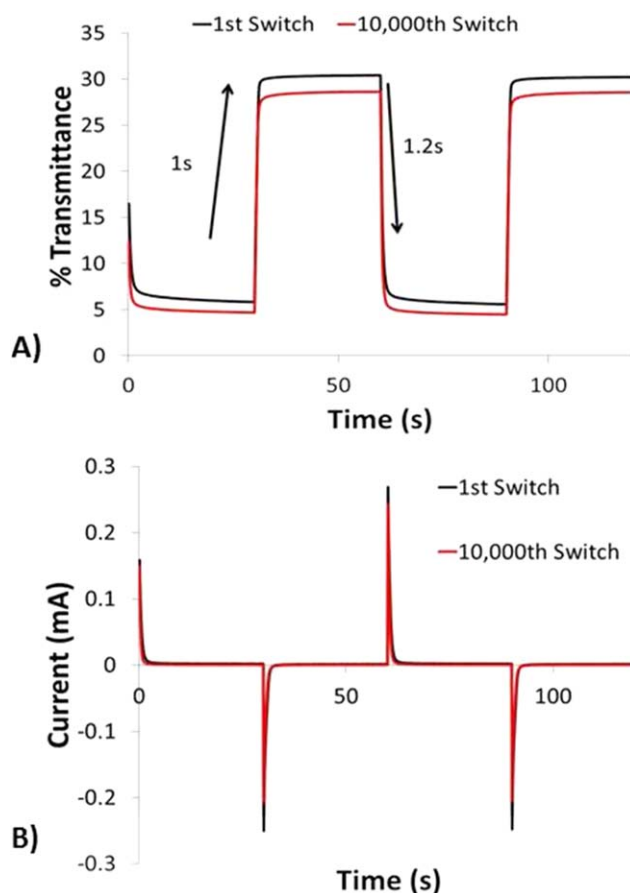 1st Switch 10,000th Switch
35
30
25
20
15
10
5
0
% Transmittance
1s
1.2s
A)
0 50 100
Time (s)
0.3
0.2
0.1
0
-0.1
-0.2
-0.3
Current (mA)
1st Switch
10,000th Switch
0 50 100
B)
Time (s)